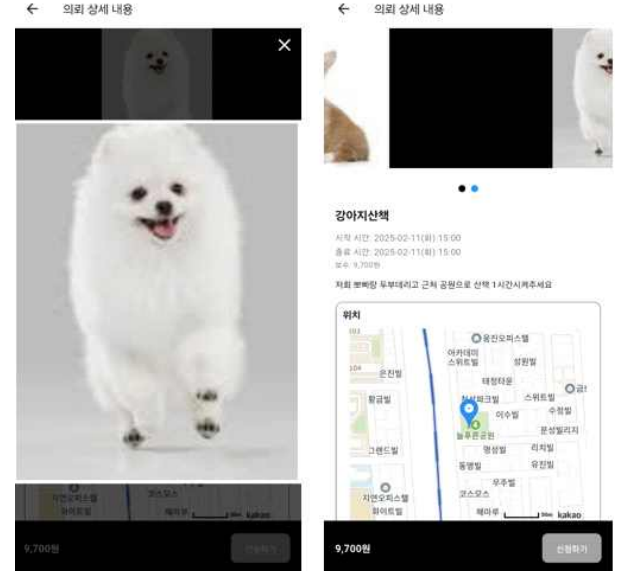 의뢰 상세 내용
지연오피스텔
코스모스
화이트빌
헤미루
kakao
9,700원
신청하기
의뢰 상세 내용
강아지산책
시작 시간: 2025-02-11(화) 15:00
종료 시간: 2025-02-11(화) 15:00
보수: 9,700원
저희 뽀삐랑 두부데리고 근처 공원으로 산책 1시간시켜주세요
위치
웅진오피스텔
아카데미
스위트빌
성원빌
104
은진빌
태정타운
황금빌
스위트빌
이수빌
수정빌
늘푸른공원
문성빌리지
그랜드빌
명성빌
리치빌
동명빌
유진빌
우주빌
지연오피스텔
코스모스
화이트빌
헤미루
kakao
9,700원
신청하기